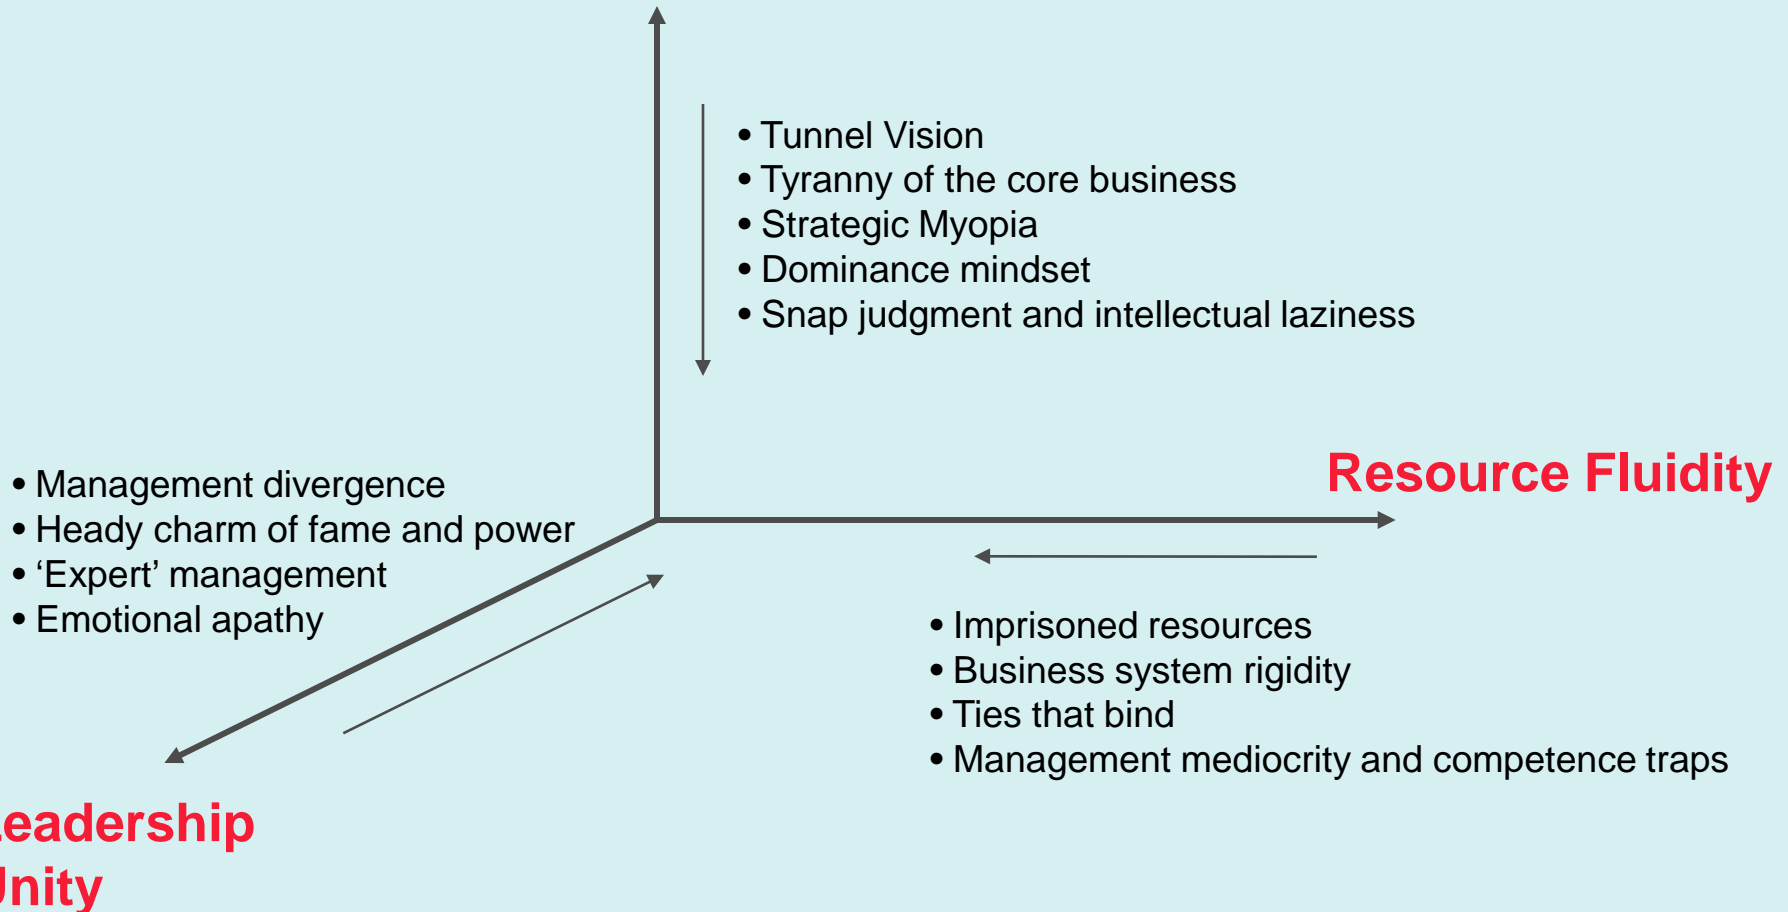 • Tunnel Vision
• Tyranny of the core business
• Strategic Myopia
• Dominance mindset
• Snap judgment and intellectual laziness
Resource Fluidity
• Management divergence
• Heady charm of fame and power
• ‘Expert’ management
• Emotional apathy
• Imprisoned resources
• Business system rigidity
• Ties that bind
• Management mediocrity and competence traps
Leadership
Unity